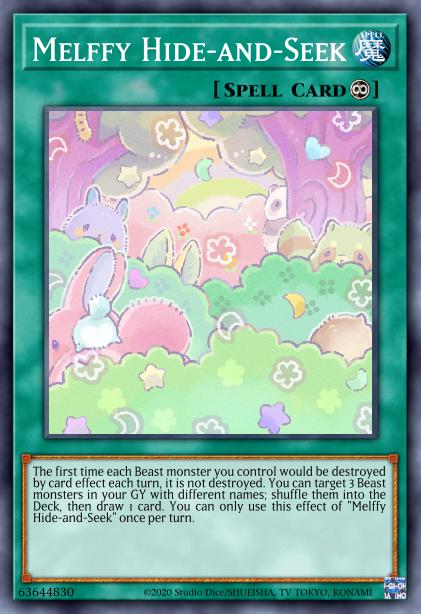 MELFFY HIDE-AND-SEEK
SPELL
魔
[SPELL CARD]
The first time each Beast monster you control would be destroyed
by card effect each turn, it is not destroyed. You can target 3 Beast
monsters in your GY with different names; shuffle them into the
Deck, then draw 1 card. You can only use this effect of "Melffy
Hide-and-Seek" once per turn.
63644830
©2020 Studio Dice/SHUEISHA, TV TOKYO, KONAMI